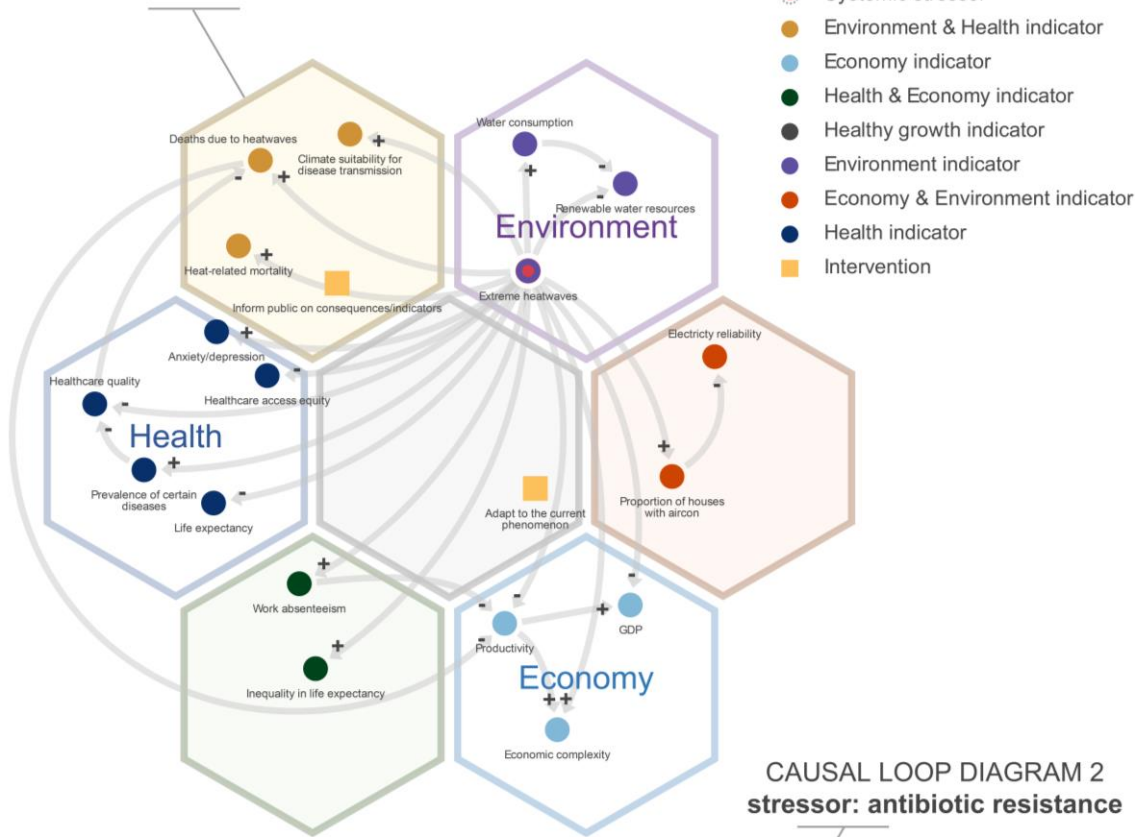 Systemic stressor
Environment & Health indicator
Economy indicator
Health & Economy indicator
Healthy growth indicator
Environment indicator
Economy & Environment indicator
Health indicator
Intervention
Deaths due to heatwaves
+
Climate suitability for
disease transmission
+
-
+
Heat-related mortality
Inform public on consequences/indicators
Water consumption
-
+
-
Renewable water resources
Environment
Extreme heatwaves
Electricty reliability
-
+
Proportion of houses
with aircon
+
Anxiety/depression
-
Healthcare access equity
Healthcare quality
-
-
Health
+
Prevalence of certain
diseases
-
Life expectancy
Adapt to the current
phenomenon
+
Work absenteeism
+
Inequality in life expectancy
-
-
-
Productivity
-
+
GDP
Economy
+ +
Economic complexity
CAUSAL LOOP DIAGRAM 2
stressor: antibiotic resistance